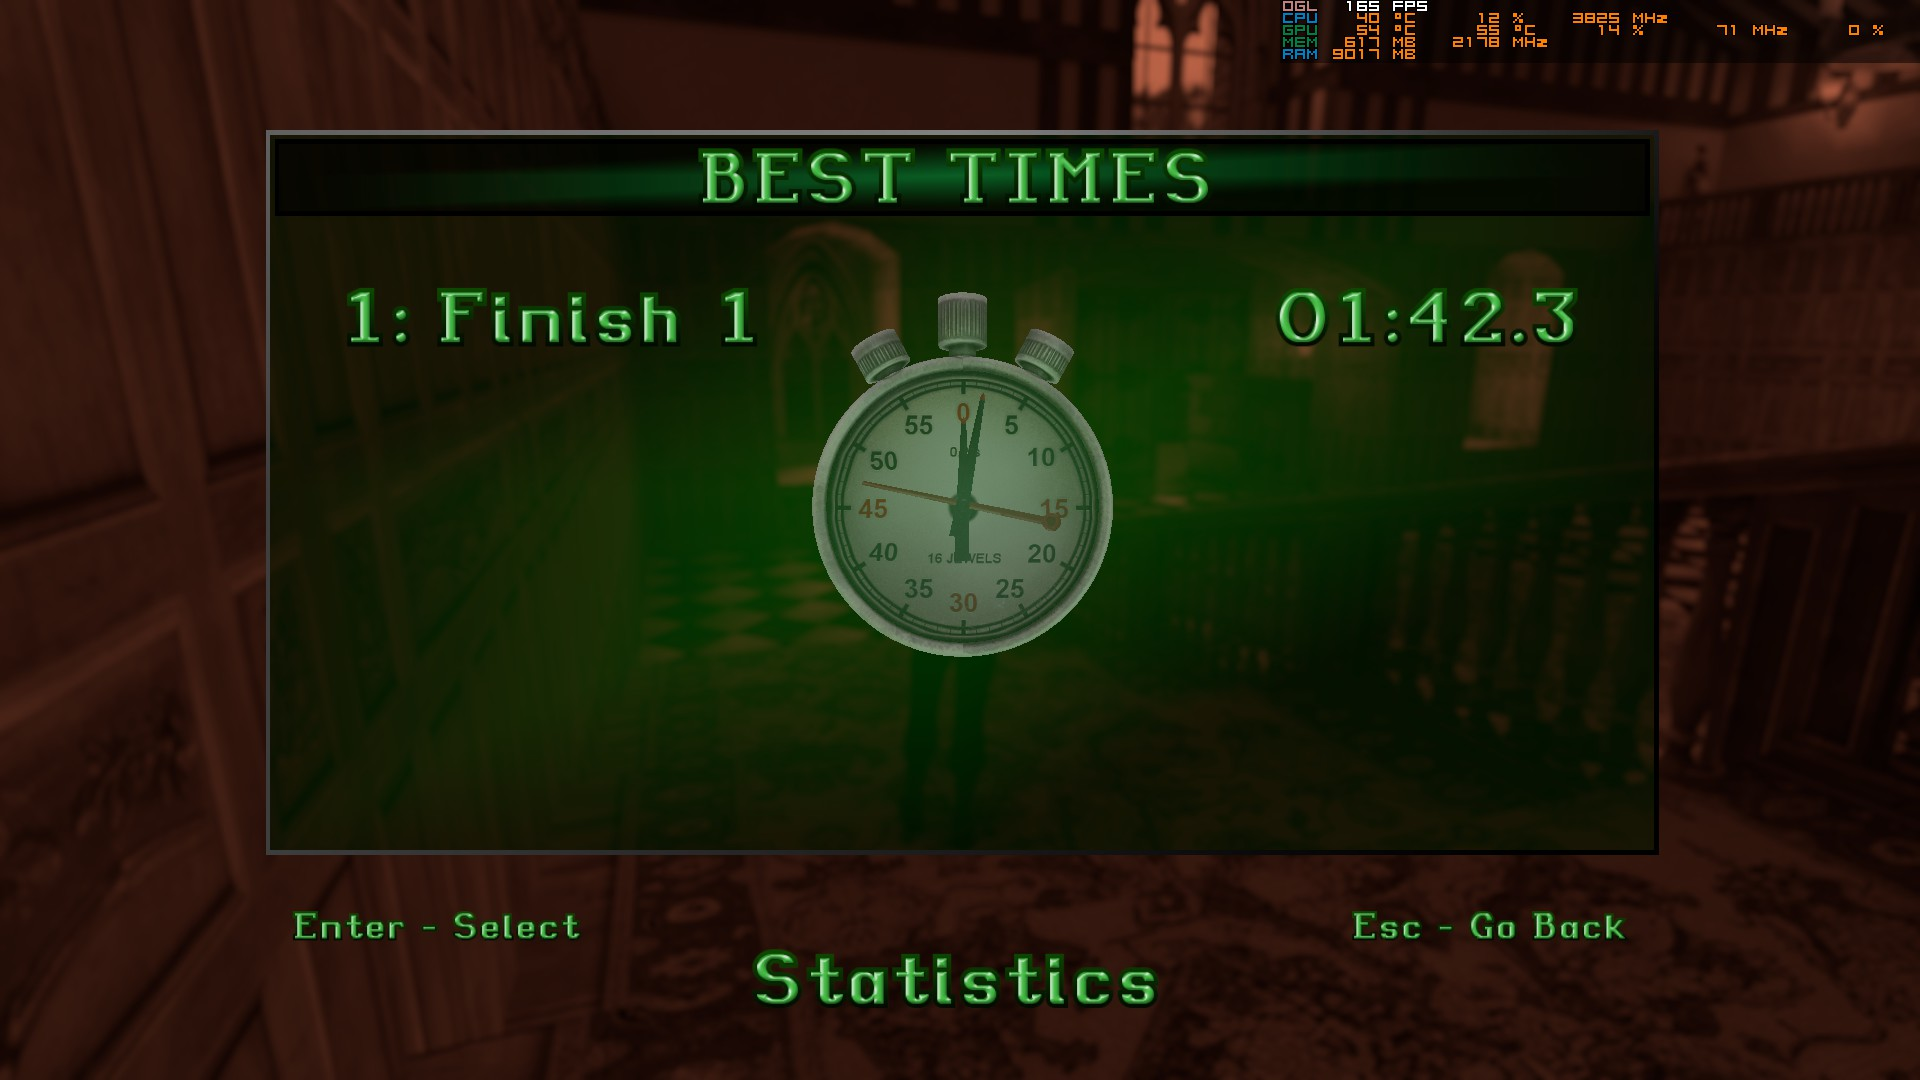 OGL 165 FPS
CPU 40 °C 12 % 3825 MHz
GPU 54 °C 55 °C 14 % 71 MHz 0 %
MEM 617 MB 2178 MHz
RAM 9017 MB
BEST TIMES
1: Finish 1 01:42.3
0
55 5
50 10
45 15
40 20
16 JEWELS
35 25
30
Enter - Select Esc - Go Back
Statistics